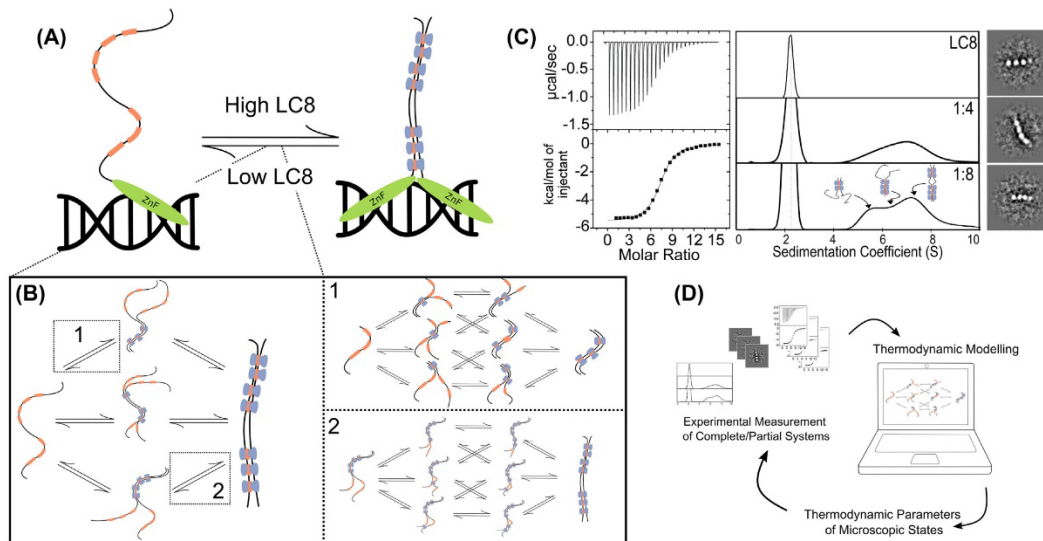 (A)
High LC8
Low LC8
ZnF
ZnF
ZnF
(B)
1
2
1
2
(C)
µcal/sec
0.0
-0.5
-1.0
-1.5
kcal/mol of
injectant
0
-2
-4
-6
0 3 6 9 12 15
Molar Ratio
LC8
1:4
1:8
0 2 4 6 8 10
Sedimentation Coefficient (S)
(D)
Thermodynamic Modelling
Experimental Measurement
of Complete/Partial Systems
Thermodynamic Parameters
of Microscopic States